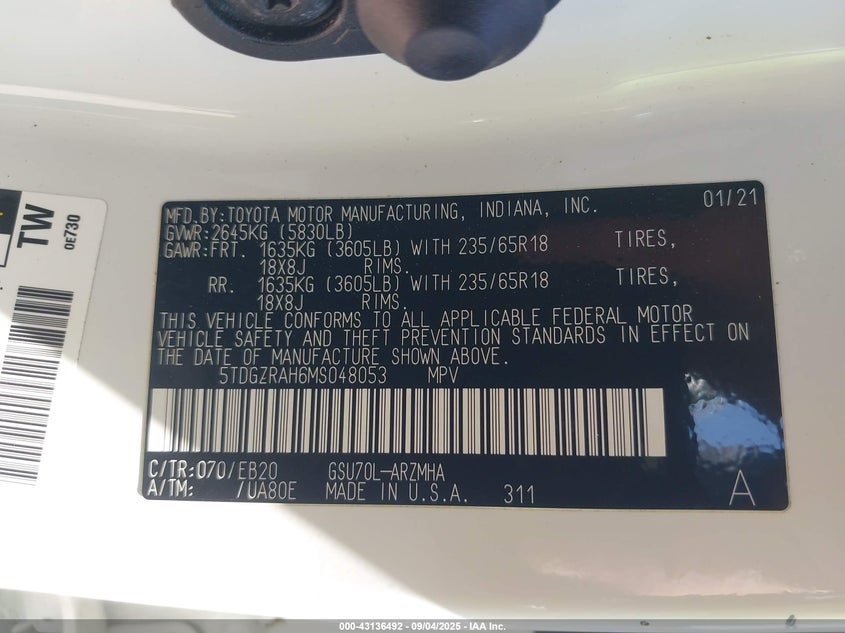 MFD.BY:TOYOTA MOTOR MANUFACTURING, INDIANA, INC. 01/21
GVWR:2645KG (5830LB)
GAWR:FRT. 1635KG (3605LB) WITH 235/65R18 TIRES,
18X8J RIMS.
RR. 1635KG (3605LB) WITH 235/65R18 TIRES,
18X8J RIMS.
THIS VEHICLE CONFORMS TO ALL APPLICABLE FEDERAL MOTOR
VEHICLE SAFETY AND THEFT PREVENTION STANDARDS IN EFFECT ON
THE DATE OF MANUFACTURE SHOWN ABOVE.
5TDGZRAH6MS048053 MPV
C/TR:070/EB20 GSU70L-ARZMHA
A/TM: /UA80E MADE IN U.S.A. 311 A
TW
0E730
000-43136492 - 09/04/2025 - IAA Inc.